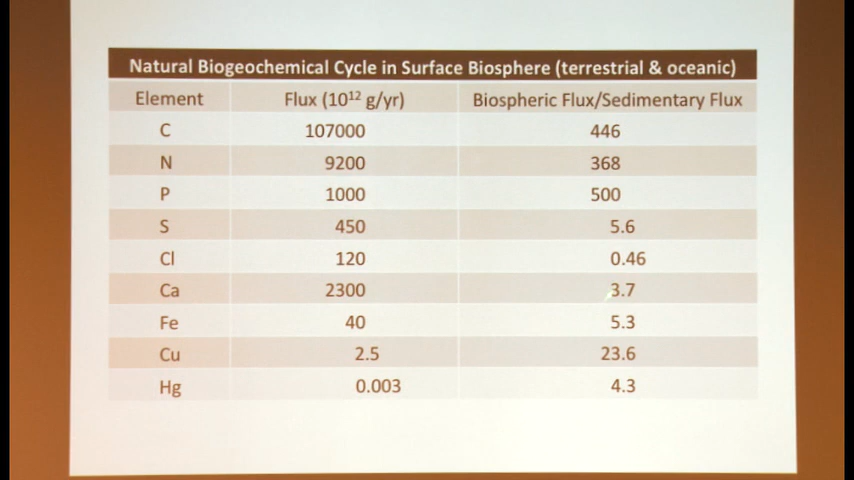 Natural Biogeochemical Cycle in Surface Biosphere (terrestrial & oceanic)
Element Flux (10¹² g/yr) Biospheric Flux/Sedimentary Flux
C 107000 446
N 9200 368
P 1000 500
S 450 5.6
Cl 120 0.46
Ca 2300 3.7
Fe 40 5.3
Cu 2.5 23.6
Hg 0.003 4.3